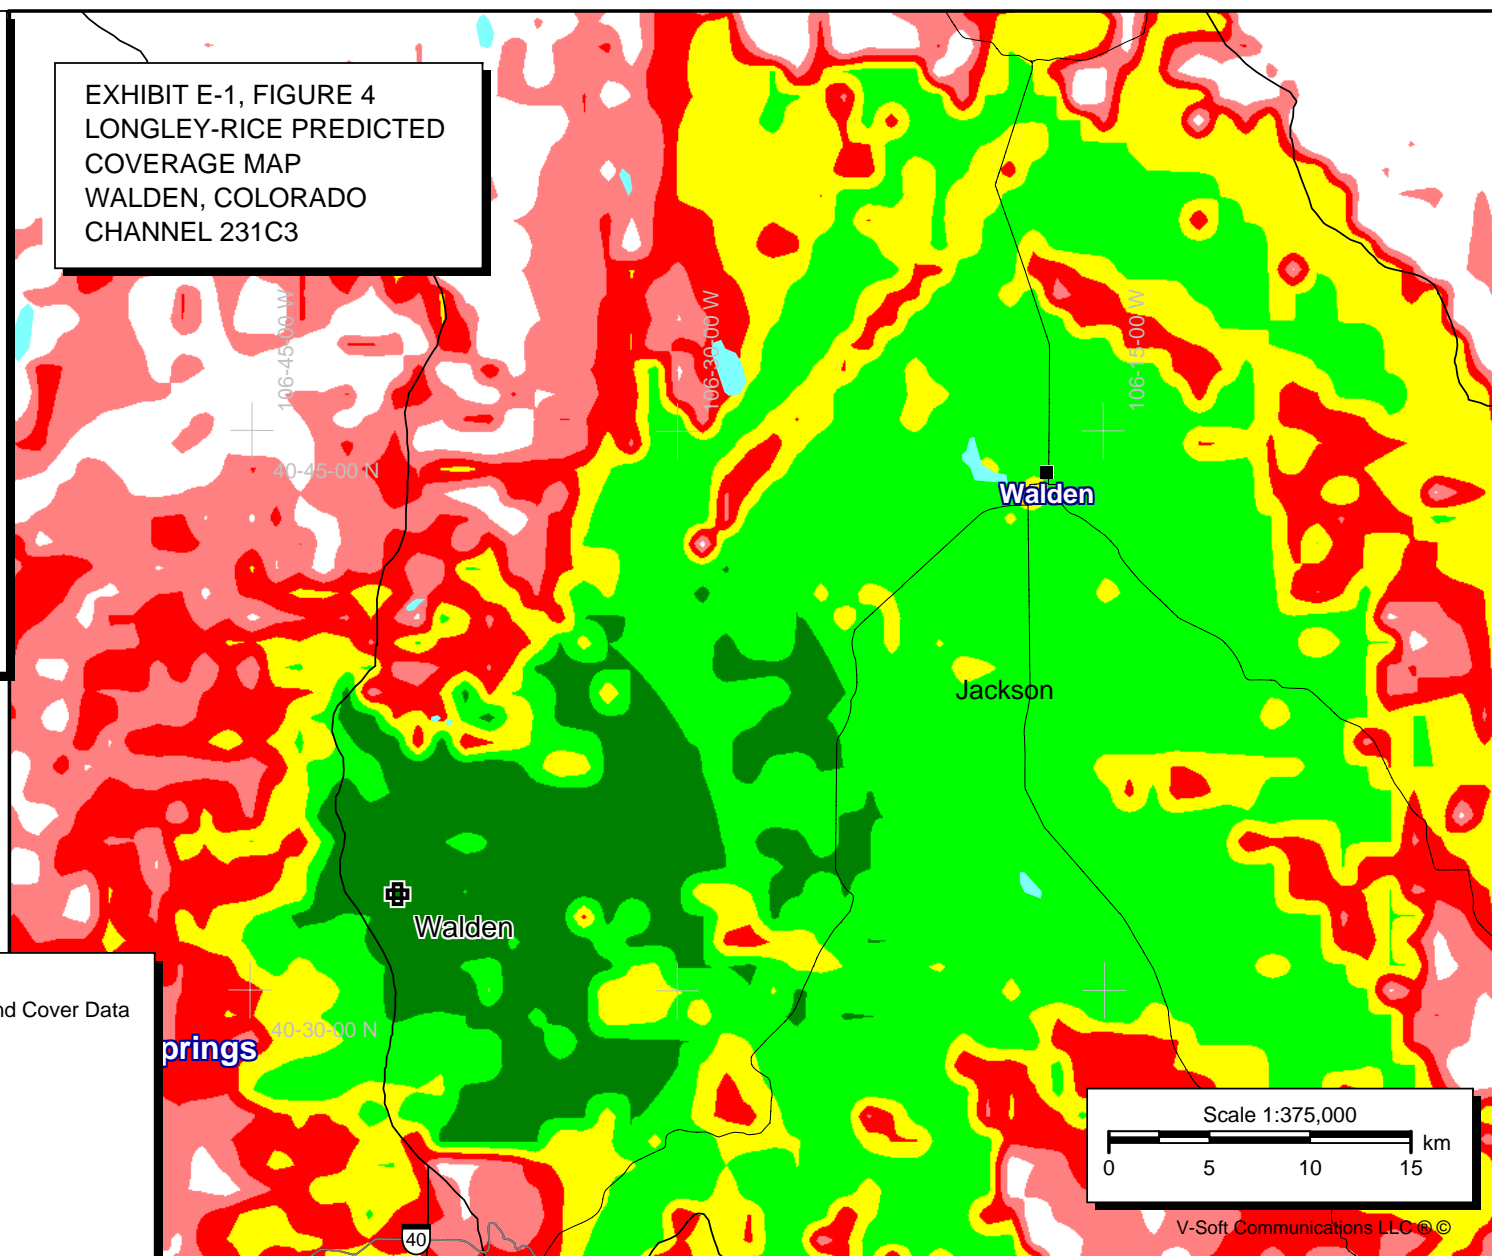 EXHIBIT E-1, FIGURE 4
LONGLEY-RICE PREDICTED
COVERAGE MAP
WALDEN, COLORADO
CHANNEL 231C3
106-45-00 W
106-30-00 W
106-15-00 W
40-45-00 N
Walden
Jackson
Walden
nd Cover Data
40-30-00 N
prings
Scale 1:375,000
km
0 5 10 15
V-Soft Communications LLC ® ©
40